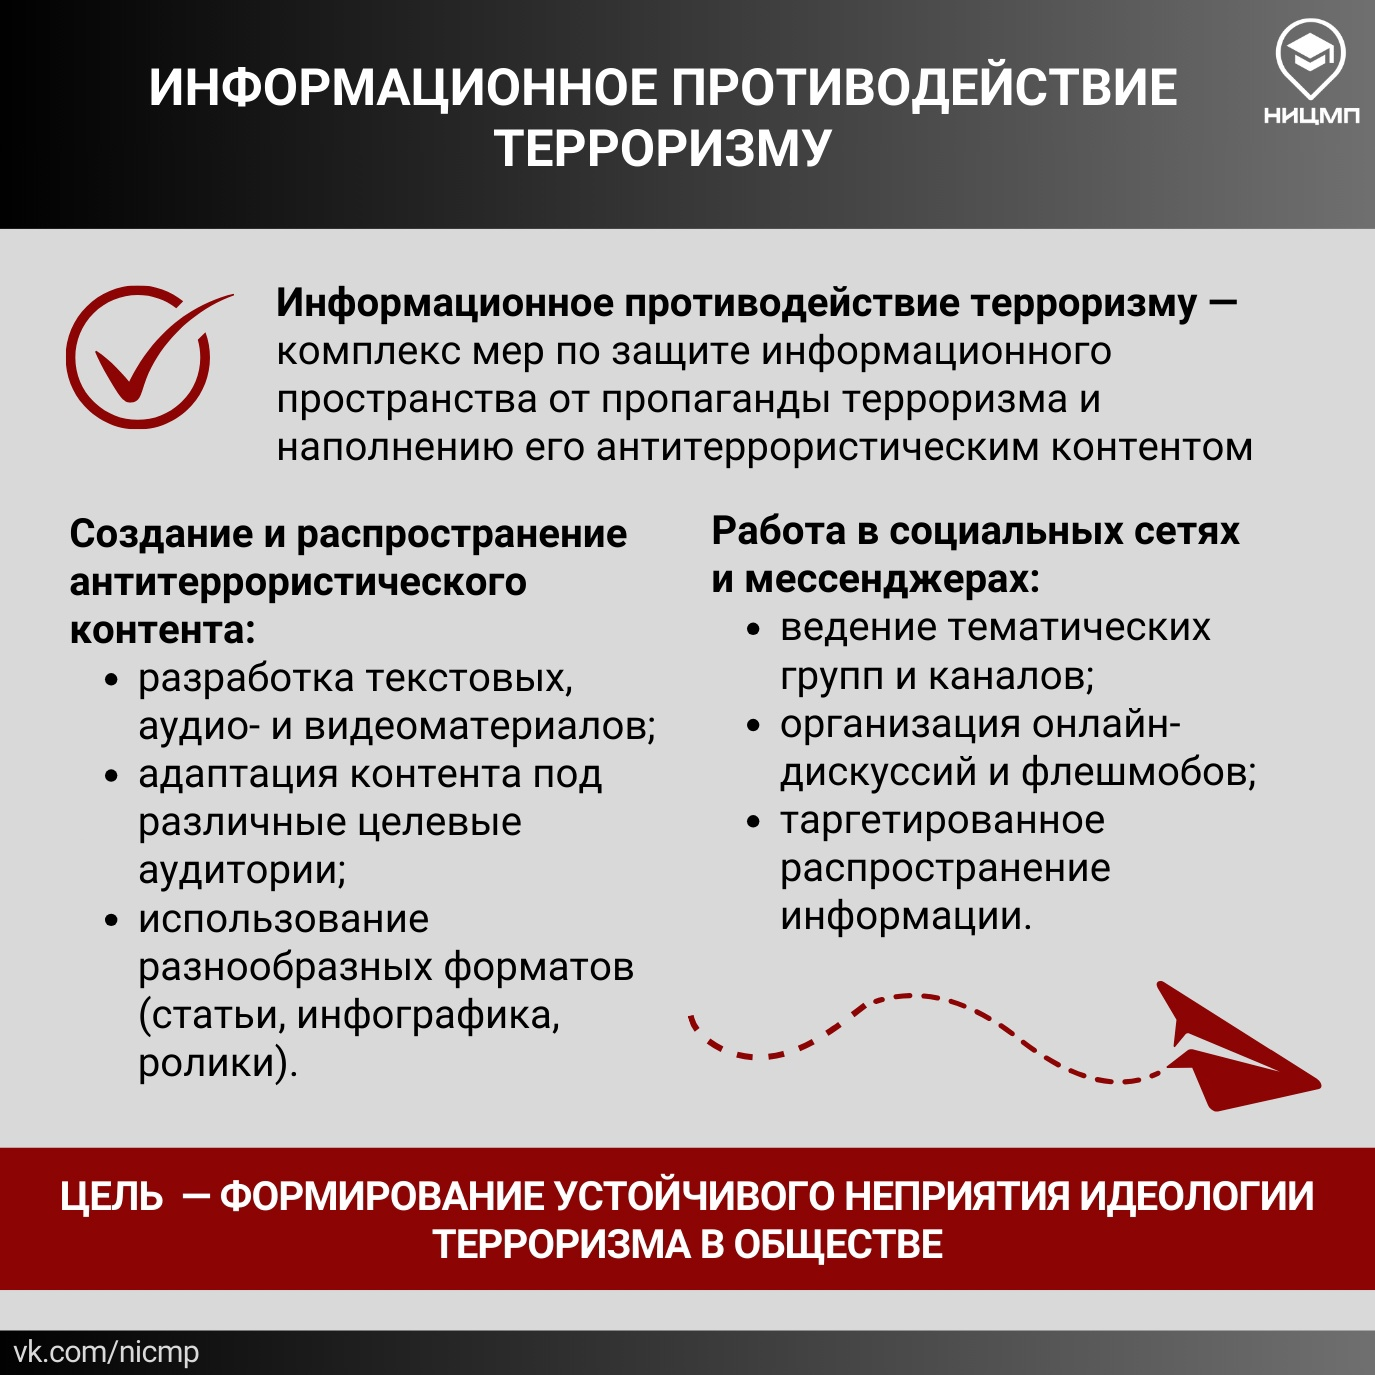 ИНФОРМАЦИОННОЕ ПРОТИВОДЕЙСТВИЕ
ТЕРРОРИЗМУ
НИЦМП
Информационное противодействие терроризму —
комплекс мер по защите информационного
пространства от пропаганды терроризма и
наполнению его антитеррористическим контентом
Создание и распространение
антитеррористического
контента:
• разработка текстовых,
аудио- и видеоматериалов;
• адаптация контента под
различные целевые
аудитории;
• использование
разнообразных форматов
(статьи, инфографика,
ролики).
Работа в социальных сетях
и мессенджерах:
• ведение тематических
групп и каналов;
• организация онлайн-
дискуссий и флешмобов;
• таргетированное
распространение
информации.
ЦЕЛЬ — ФОРМИРОВАНИЕ УСТОЙЧИВОГО НЕПРИЯТИЯ ИДЕОЛОГИИ
ТЕРРОРИЗМА В ОБЩЕСТВЕ
vk.com/nicmp